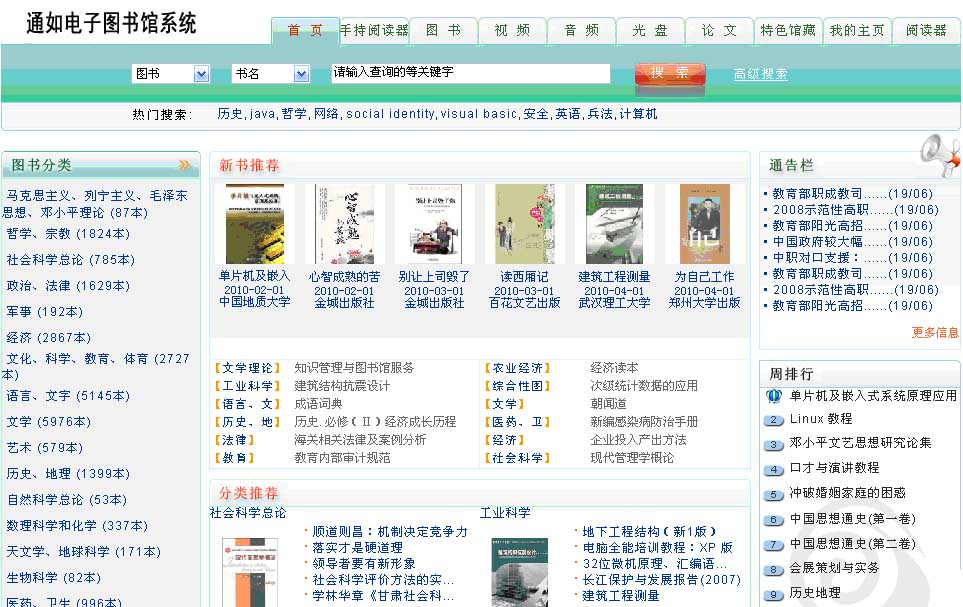 通如电子图书馆系统
首 页 手持阅读器 图 书 视 频 音 频 光 盘 论 文 特色馆藏 我的主页 阅读器
图书 书名 请输入查询的等关键字 搜 索 高级搜索
热门搜索: 历史,java,哲学,网络,social identity,visual basic,安全,英语,兵法,计算机
图书分类
马克思主义、列宁主义、毛泽东
思想、邓小平理论 (87本)
哲学、宗教 (1824本)
社会科学总论 (785本)
政治、法律 (1629本)
军事 (192本)
经济 (2867本)
文化、科学、教育、体育 (2727
本)
语言、文字 (5145本)
文学 (5976本)
艺术 (579本)
历史、地理 (1399本)
自然科学总论 (53本)
数理科学和化学 (337本)
天文学、地球科学 (171本)
生物科学 (82本)
医药、卫生 (996本)
新书推荐
单片机及嵌入 心智成熟的苦 别让上司毁了 读西厢记 建筑工程测量 为自己工作
2010-02-01 2010-02-01 2010-03-01 2010-03-01 2010-04-01 2010-04-01
中国地质大学 金城出版社 金城出版社 百花文艺出版 武汉理工大学 郑州大学出版
【文学理论】 知识管理与图书馆服务
【工业科学】 建筑结构抗震设计
【语言、文】 成语词典
【历史、地】 历史.必修(Ⅱ)经济成长历程
【法律】 海关相关法律及案例分析
【教育】 教育内部审计规范
【农业经济】 经济读本
【综合性图】 次级统计数据的应用
【文学】 朝闻道
【医药、卫】 新编感染病防治手册
【经济】 企业投入产出方法
【社会科学】 现代管理学概论
分类推荐
社会科学总论
顺道则昌：机制决定竞争力
落实才是硬道理
领导者要有新形象
社会科学评价方法的实...
学林华章《甘肃社会科...
工业科学
地下工程结构（新1版）
电脑全能培训教程：XP 版
32位微机原理、汇编语...
长江保护与发展报告(2007)
建筑工程测量
通告栏
教育部职成教司......(19/06)
2008示范性高职......(19/06)
教育部阳光高招......(19/06)
中国政府较大幅......(19/06)
中职对口支援：......(19/06)
教育部职成教司......(19/06)
2008示范性高职......(19/06)
教育部阳光高招......(19/06)
更多信息
周排行
单片机及嵌入式系统原理应用
2 Linux 教程
3 邓小平文艺思想研究论集
4 口才与演讲教程
5 冲破婚姻家庭的困惑
6 中国思想通史(第一卷)
7 中国思想通史(第二卷)
8 会展策划与实务
9 历史地理